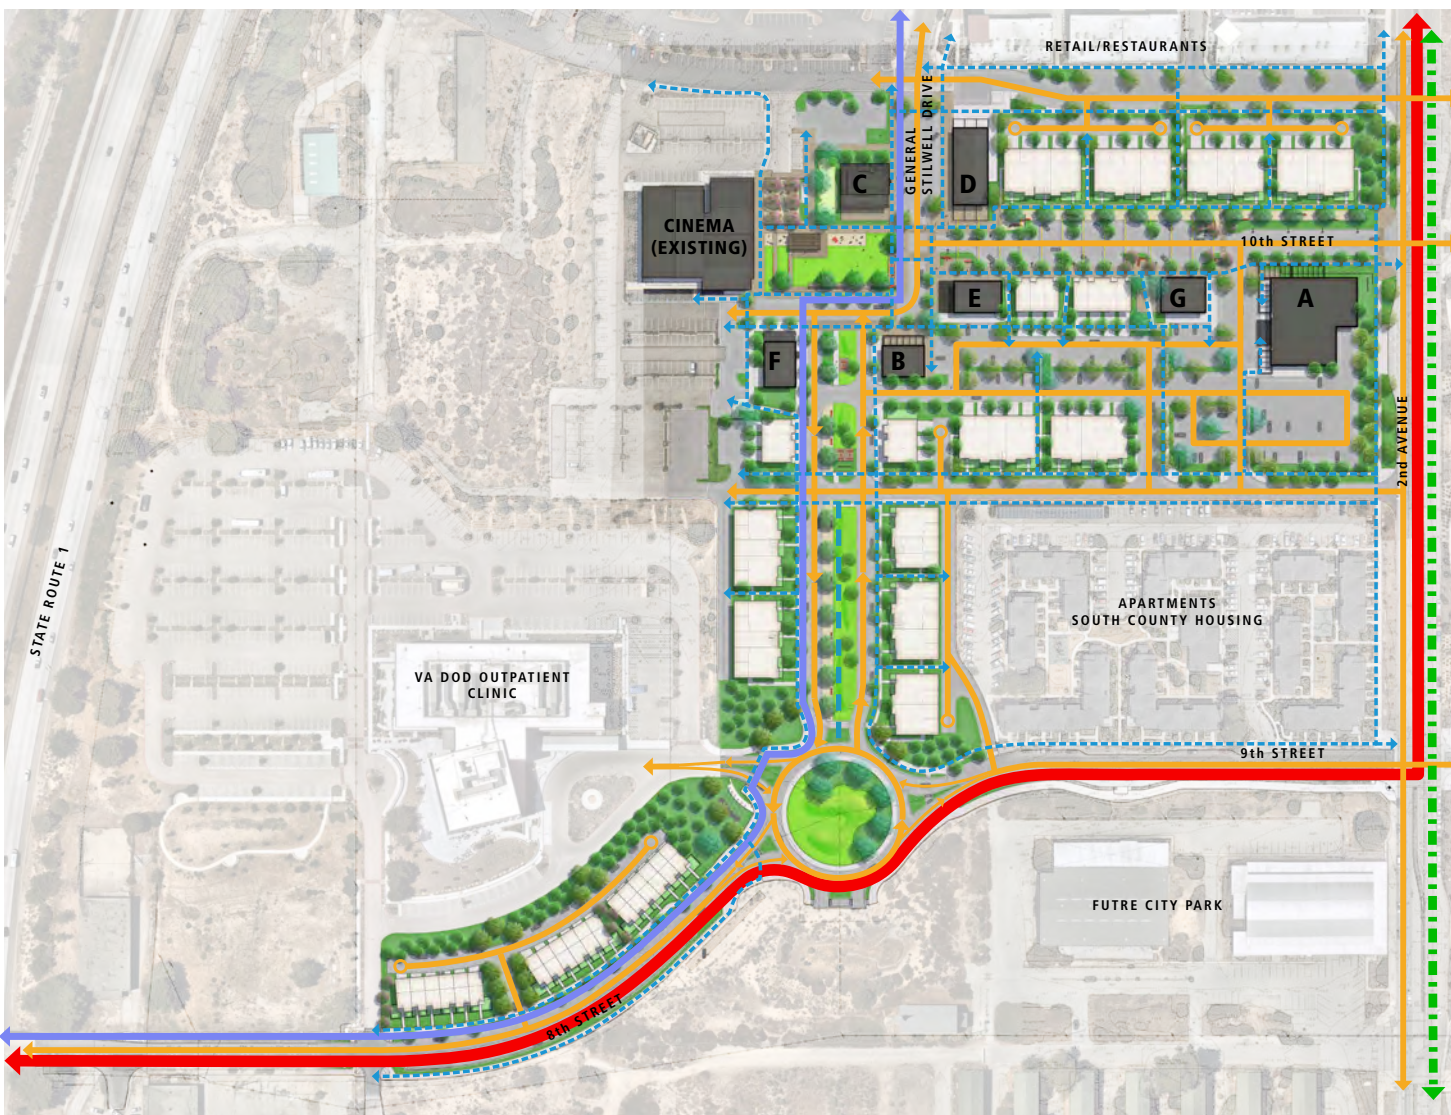 RETAIL/RESTAURANTS
GENERAL
STILWELL DRIVE
C
D
CINEMA
(EXISTING)
10th STREET
E
G
A
F
B
2nd AVENUE
STATE ROUTE 1
APARTMENTS
SOUTH COUNTY HOUSING
VA DOD OUTPATIENT
CLINIC
9th STREET
FUTRE CITY PARK
8th STREET